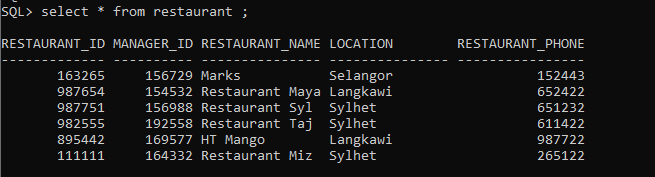 SQL> select * from restaurant ;
RESTAURANT_ID MANAGER_ID RESTAURANT_NAME LOCATION RESTAURANT_PHONE
------------- ---------- --------------- --------------- ----------------
163265 156729 Marks Selangor 152443
987654 154532 Restaurant Maya Langkawi 652422
987751 156988 Restaurant Syl Sylhet 651232
982555 192558 Restaurant Taj Sylhet 611422
895442 169577 HT Mango Langkawi 987722
111111 164332 Restaurant Miz Sylhet 265122